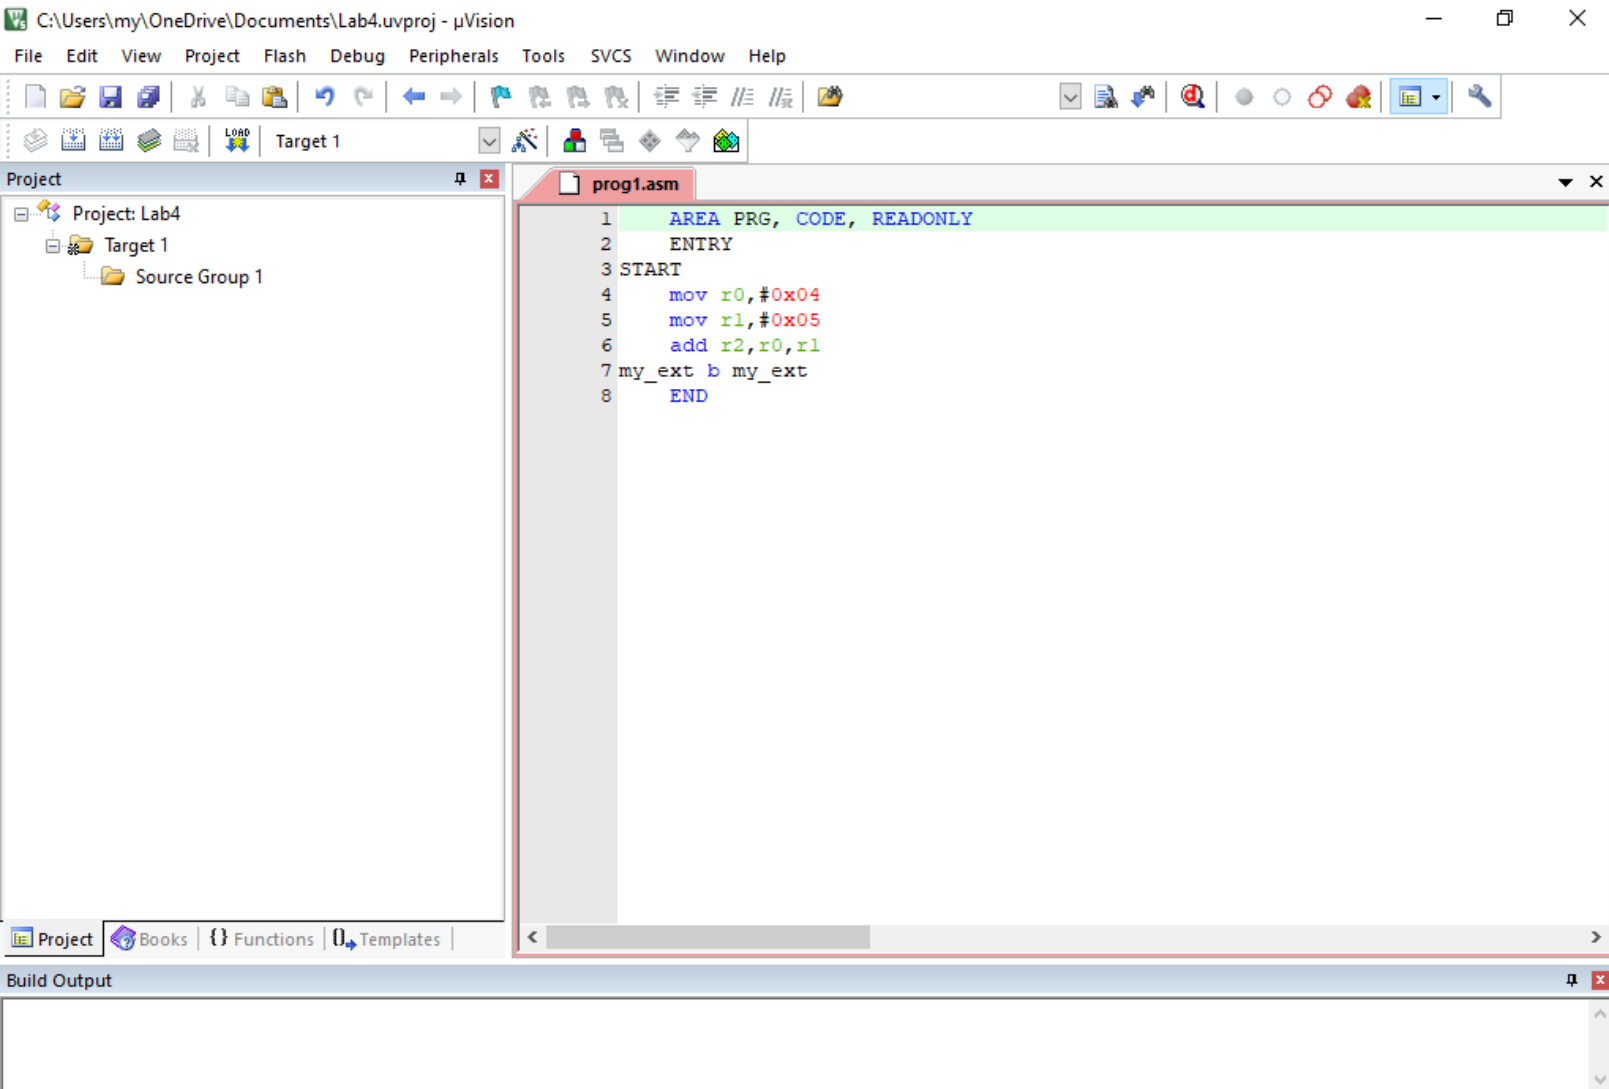 C:\Users\my\OneDrive\Documents\Lab4.uvproj - µVision
File Edit View Project Flash Debug Peripherals Tools SVCS Window Help
LOAD Target 1
Project
Project: Lab4
Target 1
Source Group 1
Project Books {} Functions Templates
prog1.asm
1 AREA PRG, CODE, READONLY
2 ENTRY
3 START
4 mov r0,#0x04
5 mov r1,#0x05
6 add r2,r0,r1
7 my_ext b my_ext
8 END
Build Output